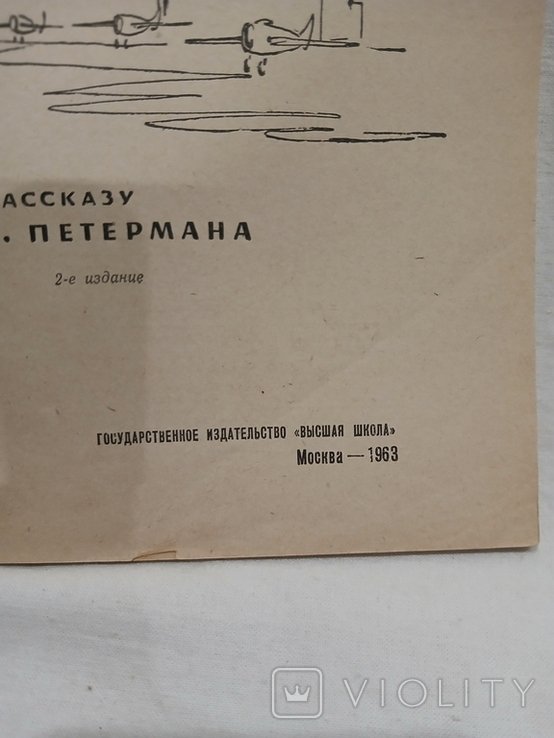 АССКАЗУ
. ПЕТЕРМАНА
2-е издание
ГОСУДАРСТВЕННОЕ ИЗДАТЕЛЬСТВО «ВЫСШАЯ ШКОЛА»
Москва — 1963
VIOLITY